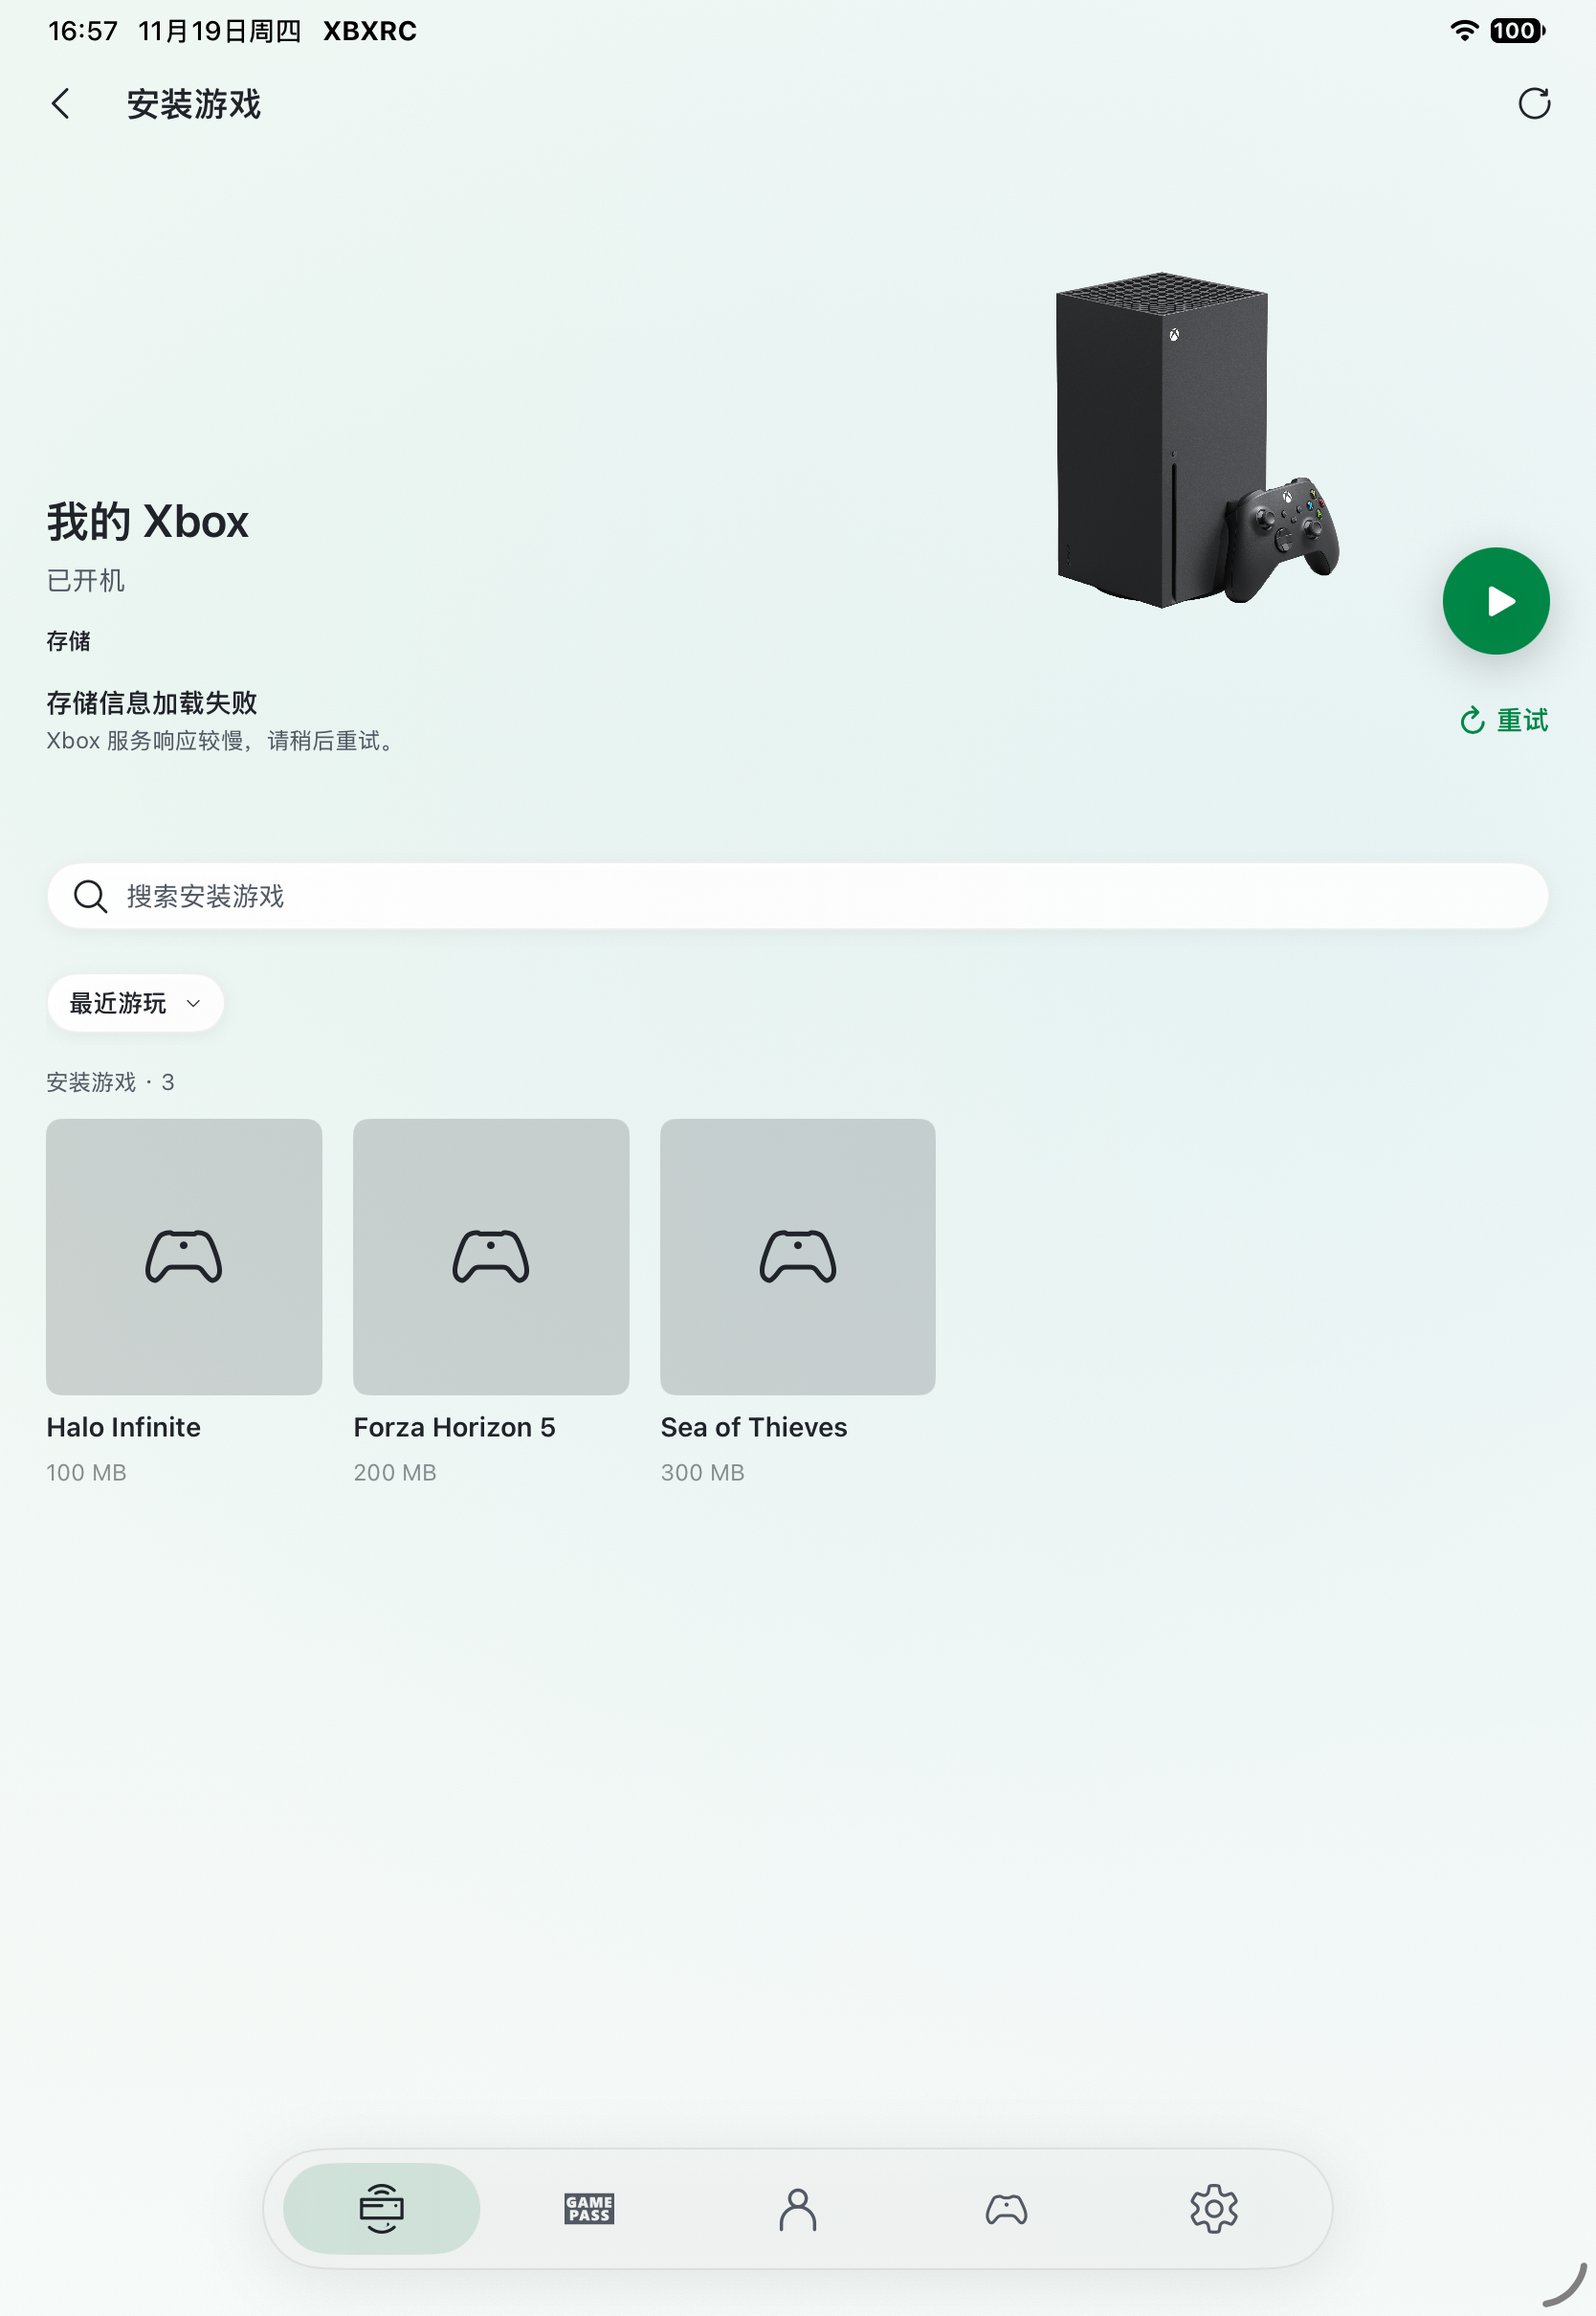 16:57 11月19日周四 XBXRC 100
安装游戏
我的 Xbox
已开机
存储
存储信息加载失败
Xbox 服务响应较慢，请稍后重试。
重试
搜索安装游戏
最近游玩
安装游戏 · 3
Halo Infinite
100 MB
Forza Horizon 5
200 MB
Sea of Thieves
300 MB
GAME
PASS